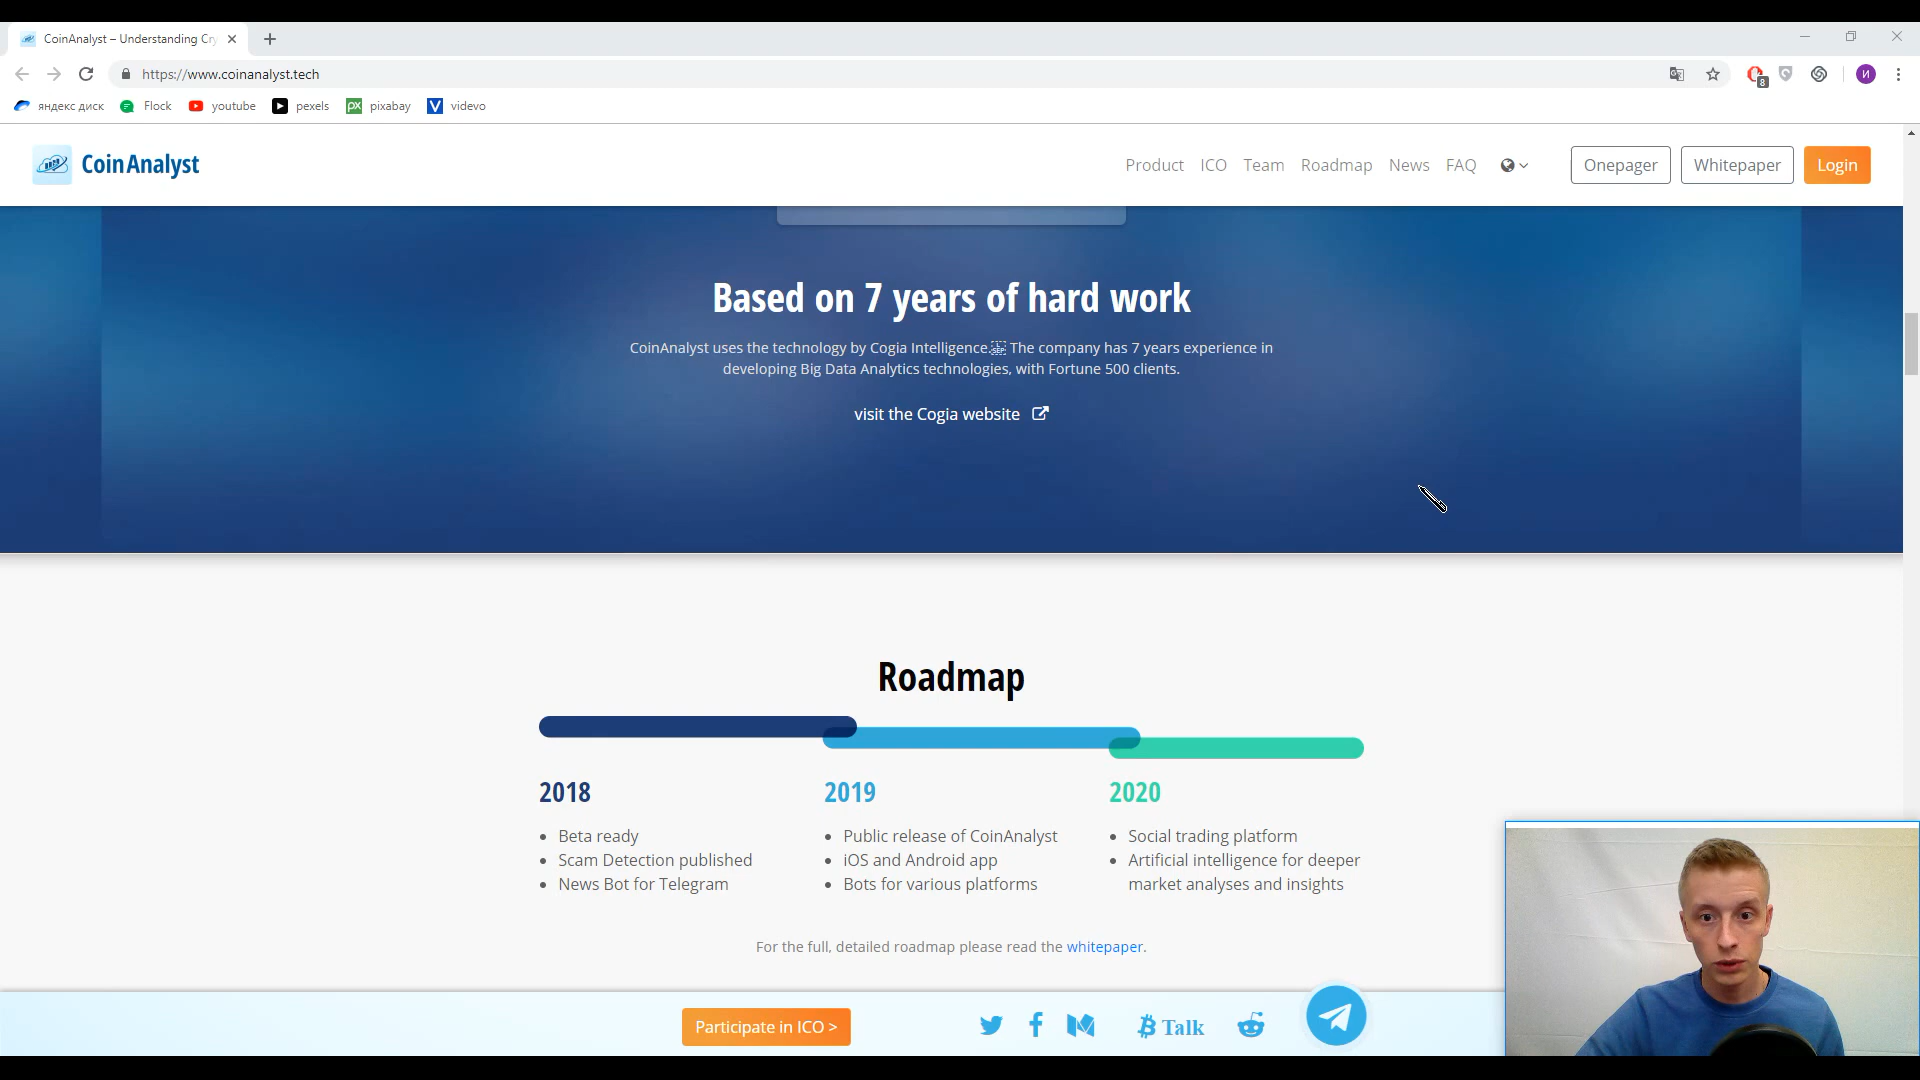 CoinAnalyst – Understanding Cry
https://www.coinanalyst.tech
8
И
яндекс диск
Flock
youtube
pexels
px
pixabay
V
videvo
CoinAnalyst
Product
ICO
Team
Roadmap
News
FAQ
Onepager
Whitepaper
Login
Based on 7 years of hard work
CoinAnalyst uses the technology by Cogia Intelligence. The company has 7 years experience in
developing Big Data Analytics technologies, with Fortune 500 clients.
visit the Cogia website
Roadmap
2018
Beta ready
Scam Detection published
News Bot for Telegram
2019
Public release of CoinAnalyst
iOS and Android app
Bots for various platforms
2020
Social trading platform
Artificial intelligence for deeper
market analyses and insights
For the full, detailed roadmap please read the whitepaper.
Participate in ICO >
Talk